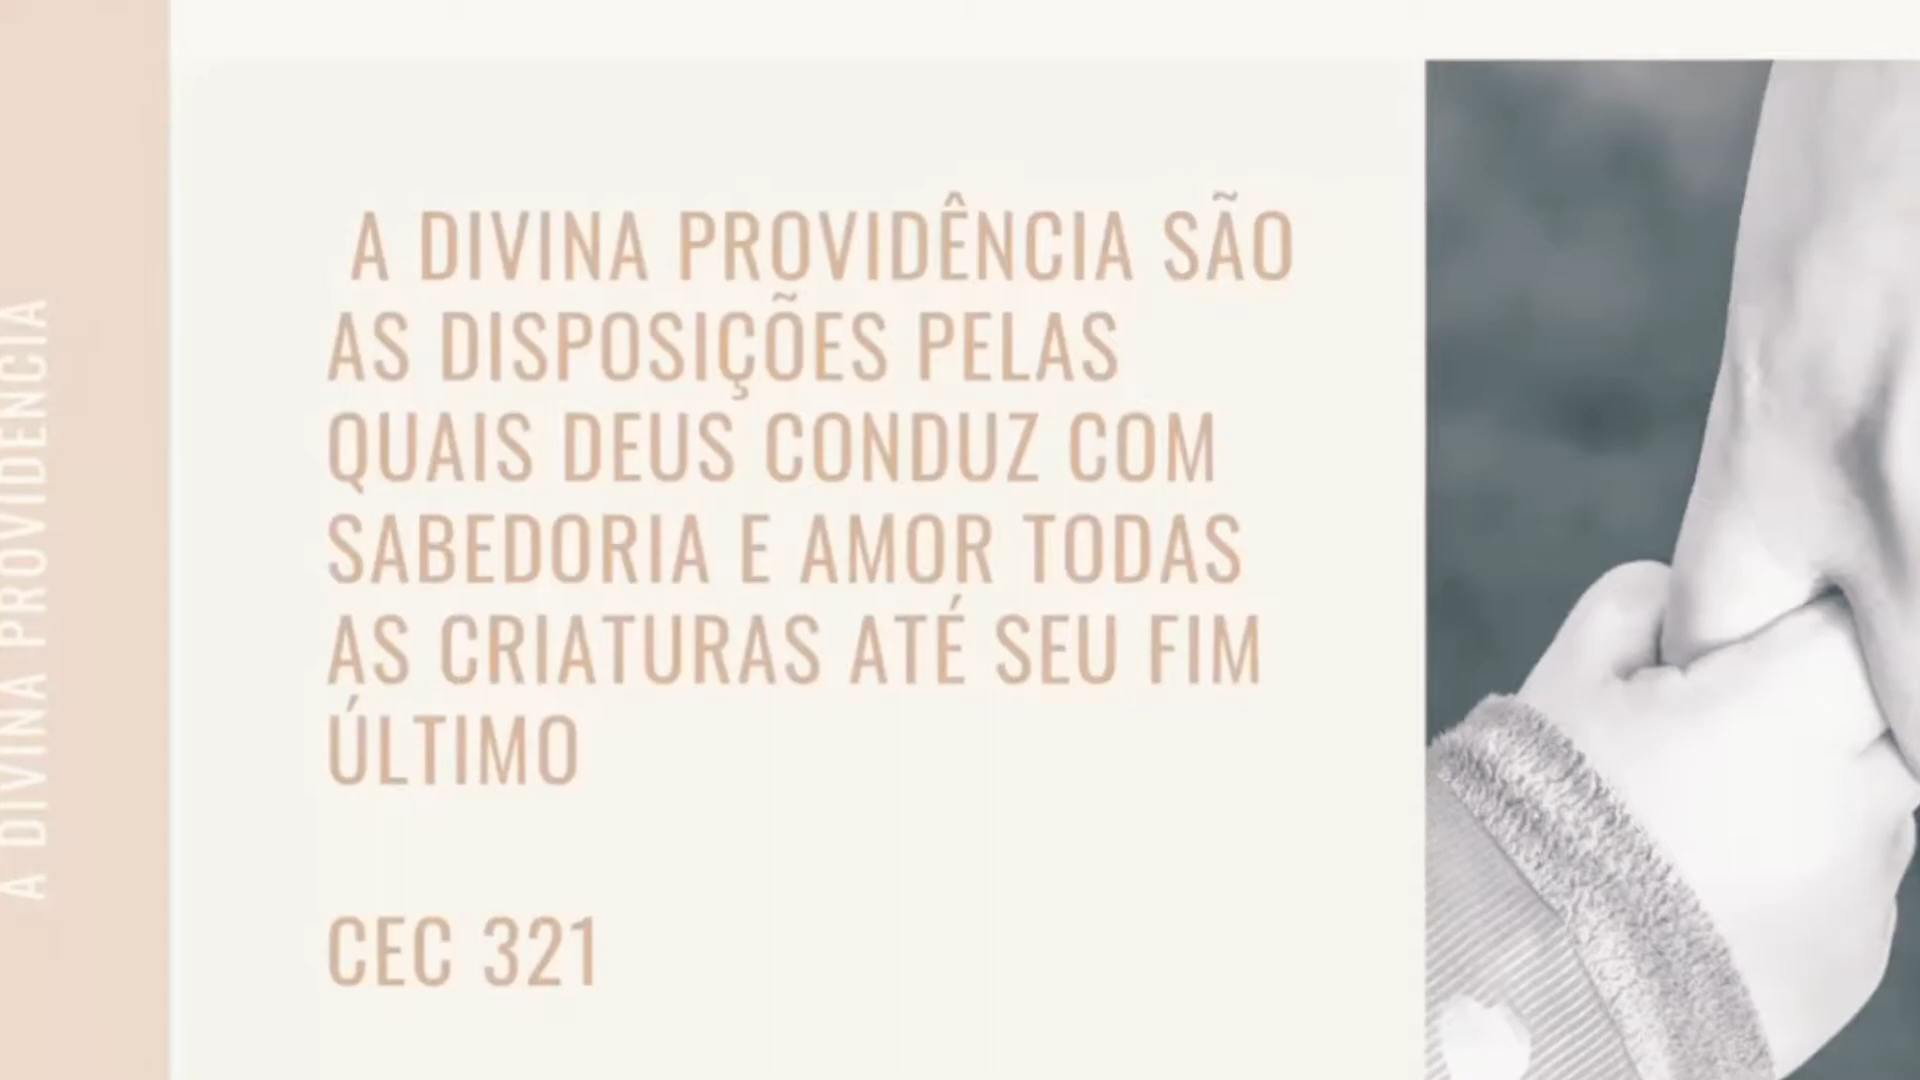 A DIVINA PROVIDÊNCIA
A DIVINA PROVIDÊNCIA SÃO
AS DISPOSIÇÕES PELAS
QUAIS DEUS CONDUZ COM
SABEDORIA E AMOR TODAS
AS CRIATURAS ATÉ SEU FIM
ÚLTIMO
CEC 321